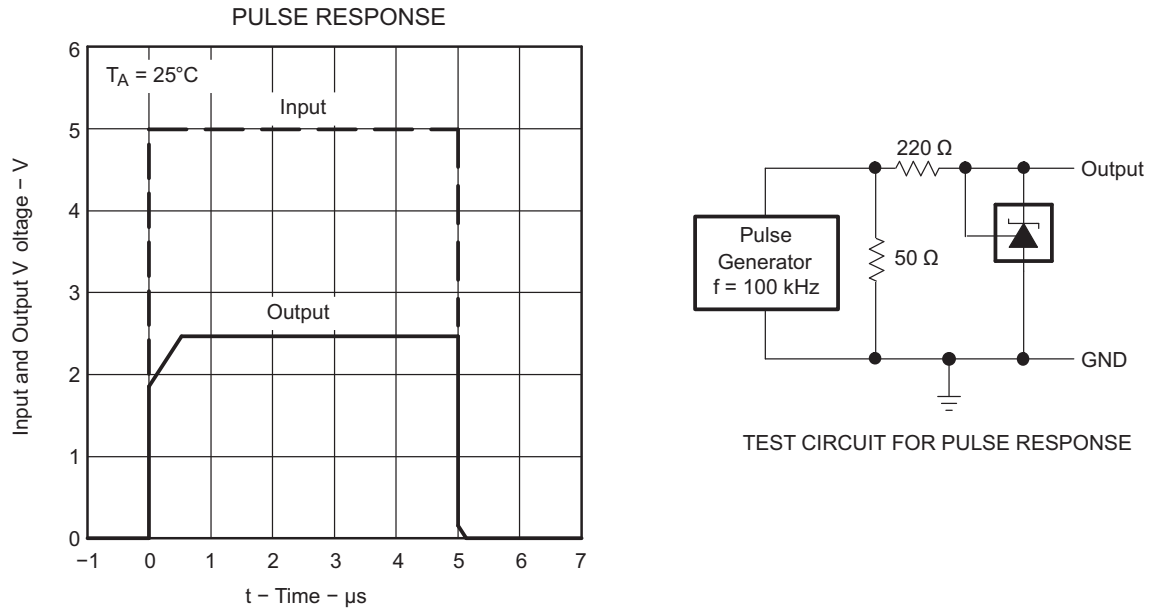 PULSE RESPONSE
6
5
4
3
2
1
0
Input and Output V oltage − V
T_A = 25°C
Input
Output
−1 0 1 2 3 4 5 6 7
t − Time − µs
220 Ω
Output
Pulse
Generator
f = 100 kHz
50 Ω
GND
TEST CIRCUIT FOR PULSE RESPONSE